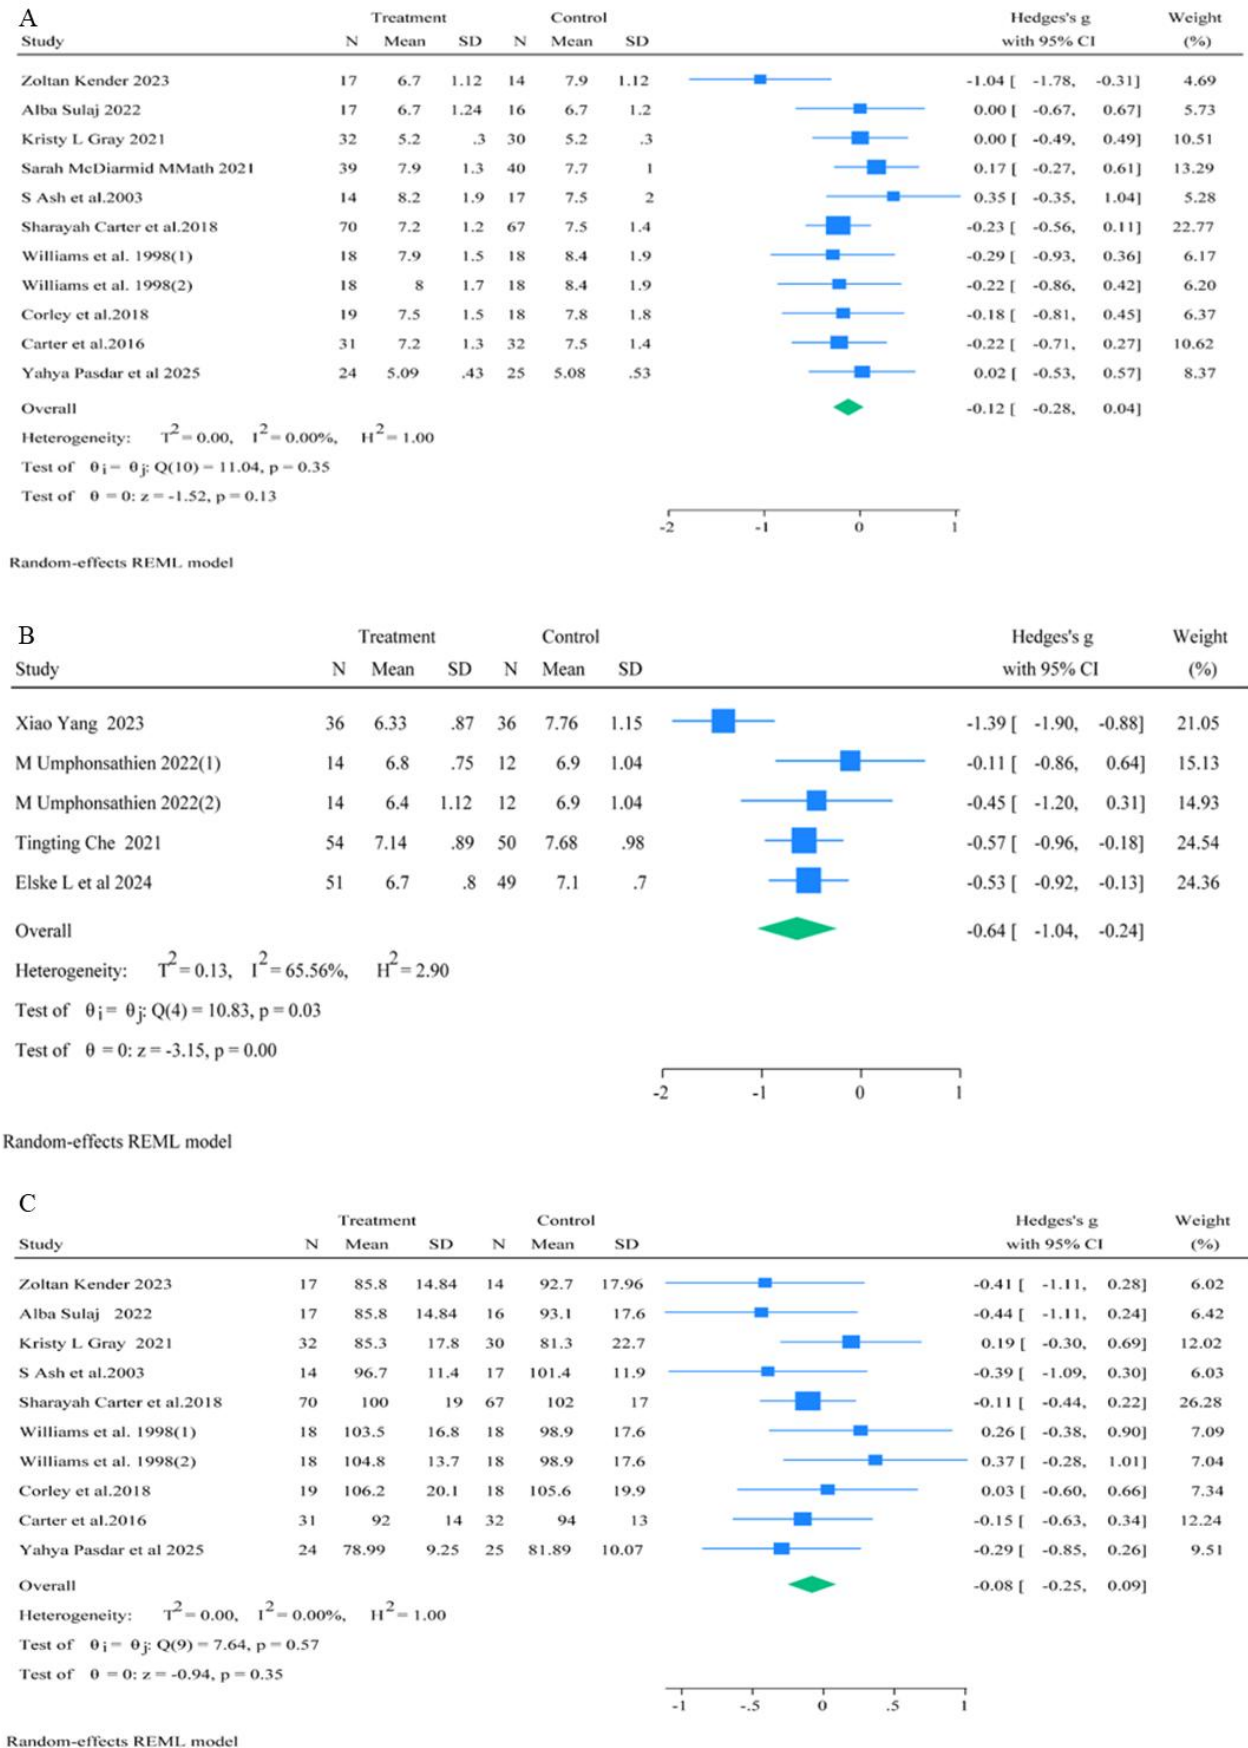 A
Treatment Control Hedges's g Weight
Study N Mean SD N Mean SD with 95% CI (%)
Zoltan Kender 2023 17 6.7 1.12 14 7.9 1.12 -1.04 [ -1.78, -0.31] 4.69
Alba Sulaj 2022 17 6.7 1.24 16 6.7 1.2 0.00 [ -0.67, 0.67] 5.73
Kristy L Gray 2021 32 5.2 .3 30 5.2 .3 0.00 [ -0.49, 0.49] 10.51
Sarah McDiarmid MMath 2021 39 7.9 1.3 40 7.7 1 0.17 [ -0.27, 0.61] 13.29
S Ash et al.2003 14 8.2 1.9 17 7.5 2 0.35 [ -0.35, 1.04] 5.28
Sharayah Carter et al.2018 70 7.2 1.2 67 7.5 1.4 -0.23 [ -0.56, 0.11] 22.77
Williams et al. 1998(1) 18 7.9 1.5 18 8.4 1.9 -0.29 [ -0.93, 0.36] 6.17
Williams et al. 1998(2) 18 8 1.7 18 8.4 1.9 -0.22 [ -0.86, 0.42] 6.20
Corley et al.2018 19 7.5 1.5 18 7.8 1.8 -0.18 [ -0.81, 0.45] 6.37
Carter et al.2016 31 7.2 1.3 32 7.5 1.4 -0.22 [ -0.71, 0.27] 10.62
Yahya Pasdar et al 2025 24 5.09 .43 25 5.08 .53 0.02 [ -0.53, 0.57] 8.37
Overall -0.12 [ -0.28, 0.04]
Heterogeneity: T² = 0.00, I² = 0.00%, H² = 1.00
Test of θi = θj: Q(10) = 11.04, p = 0.35
Test of θ = 0: z = -1.52, p = 0.13
-2 -1 0 1
Random-effects REML model
B
Treatment Control Hedges's g Weight
Study N Mean SD N Mean SD with 95% CI (%)
Xiao Yang 2023 36 6.33 .87 36 7.76 1.15 -1.39 [ -1.90, -0.88] 21.05
M Umphonsathien 2022(1) 14 6.8 .75 12 6.9 1.04 -0.11 [ -0.86, 0.64] 15.13
M Umphonsathien 2022(2) 14 6.4 1.12 12 6.9 1.04 -0.45 [ -1.20, 0.31] 14.93
Tingting Che 2021 54 7.14 .89 50 7.68 .98 -0.57 [ -0.96, -0.18] 24.54
Elske L et al 2024 51 6.7 .8 49 7.1 .7 -0.53 [ -0.92, -0.13] 24.36
Overall -0.64 [ -1.04, -0.24]
Heterogeneity: T² = 0.13, I² = 65.56%, H² = 2.90
Test of θi = θj: Q(4) = 10.83, p = 0.03
Test of θ = 0: z = -3.15, p = 0.00
-2 -1 0 1
Random-effects REML model
C
Treatment Control Hedges's g Weight
Study N Mean SD N Mean SD with 95% CI (%)
Zoltan Kender 2023 17 85.8 14.84 14 92.7 17.96 -0.41 [ -1.11, 0.28] 6.02
Alba Sulaj 2022 17 85.8 14.84 16 93.1 17.6 -0.44 [ -1.11, 0.24] 6.42
Kristy L Gray 2021 32 85.3 17.8 30 81.3 22.7 0.19 [ -0.30, 0.69] 12.02
S Ash et al.2003 14 96.7 11.4 17 101.4 11.9 -0.39 [ -1.09, 0.30] 6.03
Sharayah Carter et al.2018 70 100 19 67 102 17 -0.11 [ -0.44, 0.22] 26.28
Williams et al. 1998(1) 18 103.5 16.8 18 98.9 17.6 0.26 [ -0.38, 0.90] 7.09
Williams et al. 1998(2) 18 104.8 13.7 18 98.9 17.6 0.37 [ -0.28, 1.01] 7.04
Corley et al.2018 19 106.2 20.1 18 105.6 19.9 0.03 [ -0.60, 0.66] 7.34
Carter et al.2016 31 92 14 32 94 13 -0.15 [ -0.63, 0.34] 12.24
Yahya Pasdar et al 2025 24 78.99 9.25 25 81.89 10.07 -0.29 [ -0.85, 0.26] 9.51
Overall -0.08 [ -0.25, 0.09]
Heterogeneity: T² = 0.00, I² = 0.00%, H² = 1.00
Test of θi = θj: Q(9) = 7.64, p = 0.57
Test of θ = 0: z = -0.94, p = 0.35
-1 -.5 0 .5 1
Random-effects REML model